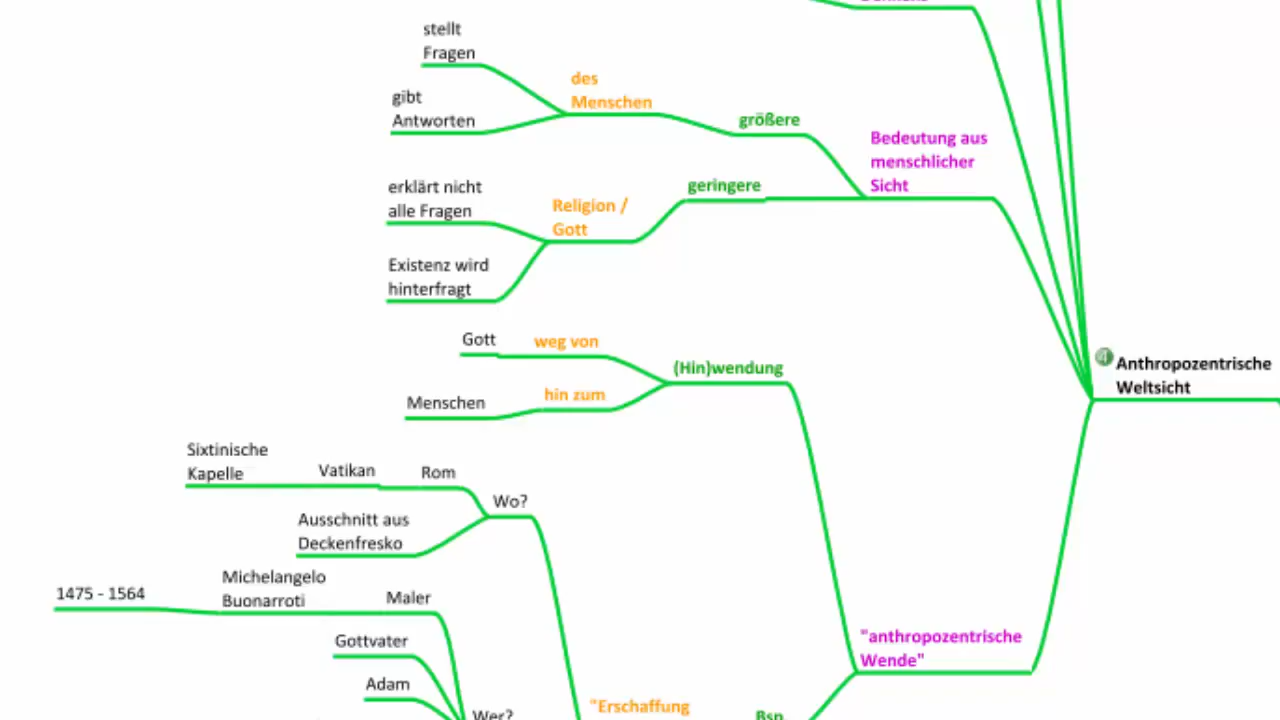 stellt
Fragen
des
Menschen
gibt
Antworten
größere
Bedeutung aus
menschlicher
Sicht
erklärt nicht
alle Fragen
geringere
Religion /
Gott
Existenz wird
hinterfragt
Gott
weg von
(Hin)wendung
Anthropozentrische
Weltsicht
hin zum
Menschen
Sixtinische
Kapelle
Vatikan
Rom
Wo?
Ausschnitt aus
Deckenfresko
1475 - 1564
Michelangelo
Buonarroti
Maler
Gottvater
"anthropozentrische
Wende"
Adam
Wer?
"Erschaffung
Bsp.